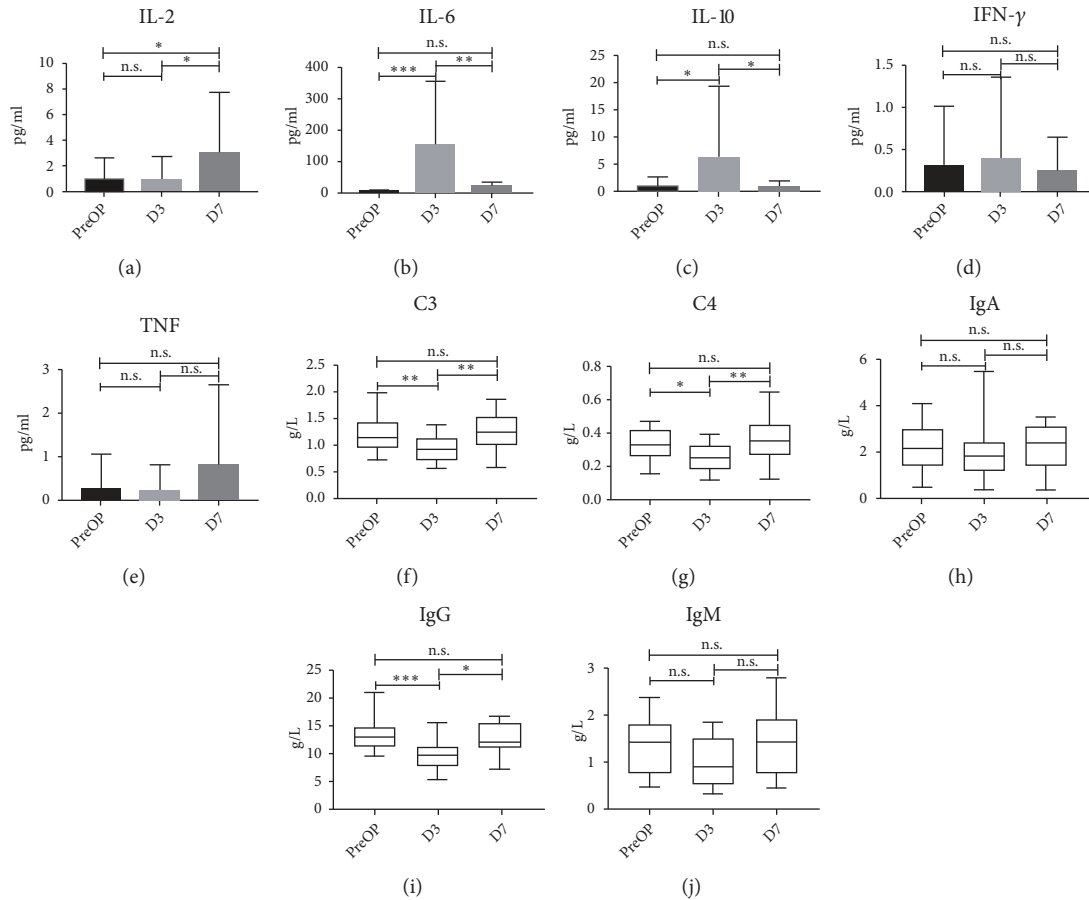 IL-2
*
n.s.
*
10
8
6
4
2
0
pg/ml
PreOP
D3
D7
(a)
IL-6
n.s.
***
**
400
300
200
100
0
pg/ml
PreOP
D3
D7
(b)
IL-10
n.s.
*
*
25
20
15
10
5
0
pg/ml
PreOP
D3
D7
(c)
IFN-γ
n.s.
n.s.
n.s.
1.5
1.0
0.5
0.0
pg/ml
PreOP
D3
D7
(d)
TNF
n.s.
n.s.
n.s.
3
2
1
0
pg/ml
PreOP
D3
D7
(e)
C3
n.s.
**
**
2.5
2.0
1.5
1.0
0.5
0.0
g/L
PreOP
D3
D7
(f)
C4
n.s.
*
**
0.8
0.6
0.4
0.2
0.0
g/L
PreOP
D3
D7
(g)
IgA
n.s.
n.s.
n.s.
6
4
2
0
g/L
PreOP
D3
D7
(h)
IgG
n.s.
***
*
25
20
15
10
5
0
g/L
PreOP
D3
D7
(i)
IgM
n.s.
n.s.
n.s.
3
2
1
0
g/L
PreOP
D3
D7
(j)